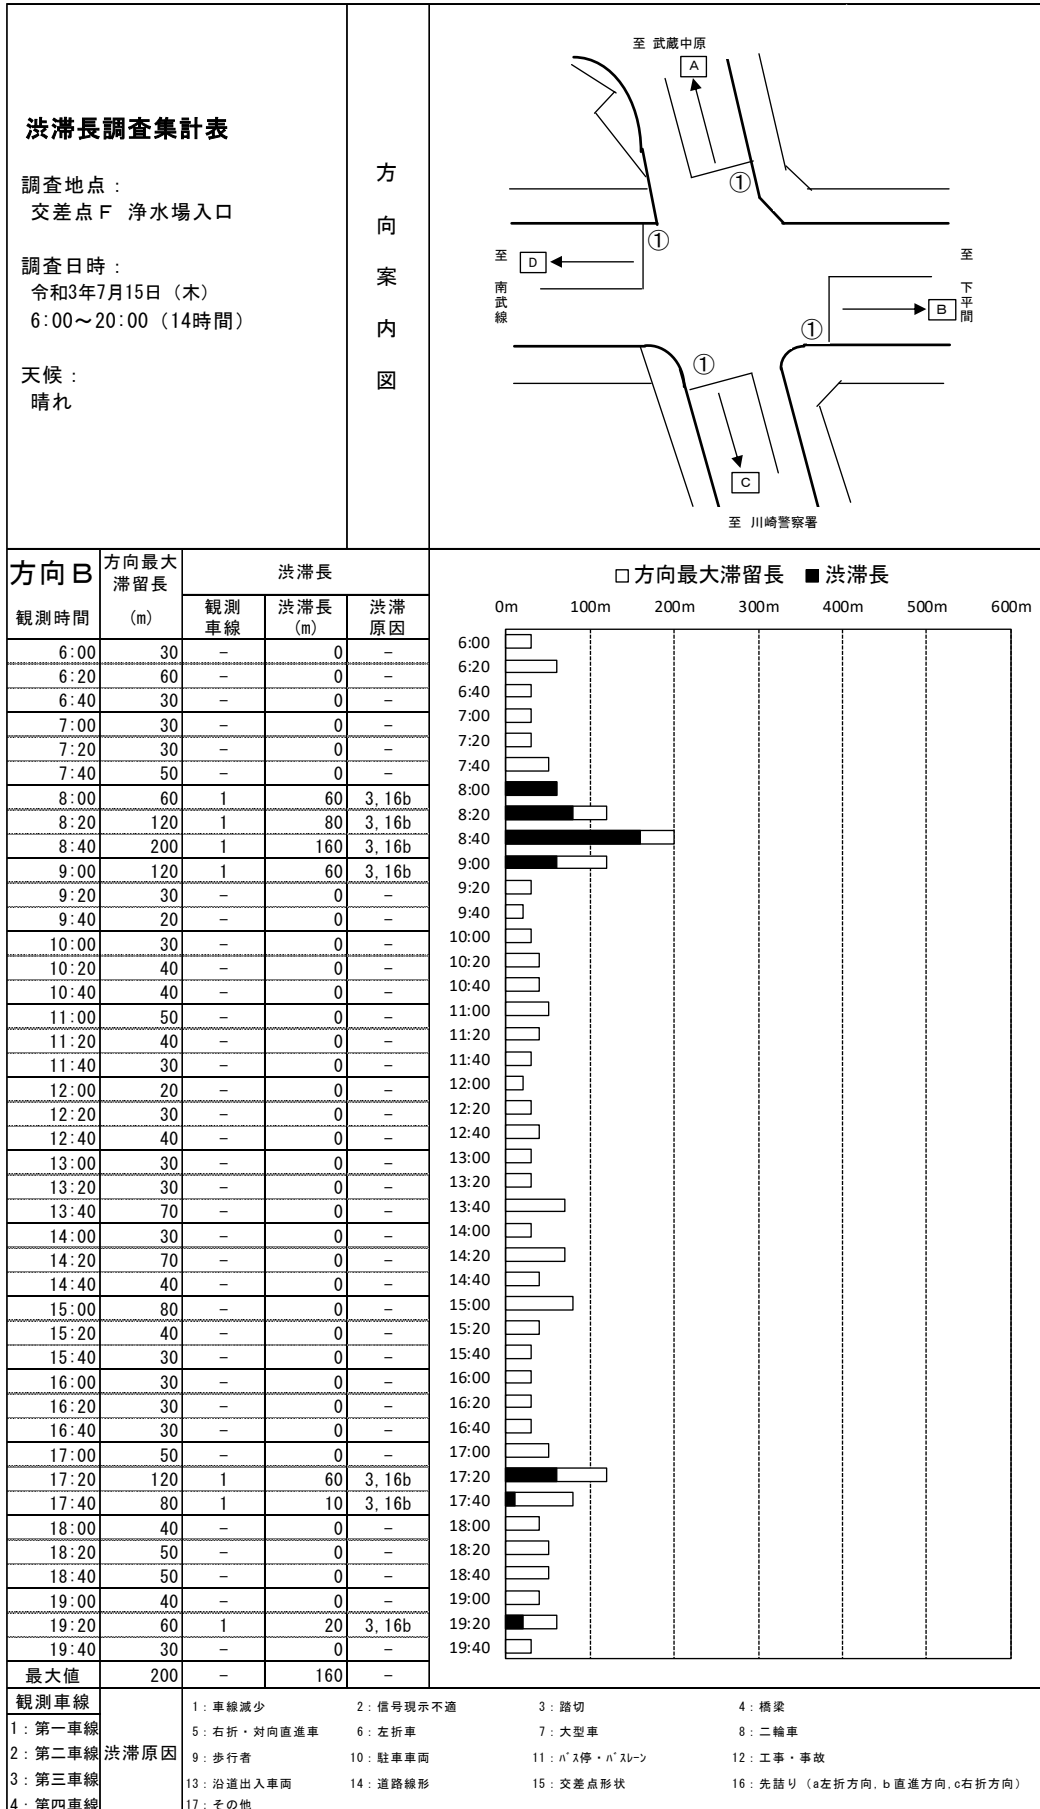 渋滞長調査集計表
調査地点：
交差点Ｆ 浄水場入口
調査日時：
令和3年7月15日（木）
6:00～20:00（14時間）
天候：
晴れ
方向案内図
至 武蔵中原
A
①
①
至 南武線
D
至 下平間
B
①
①
C
至 川崎警察署
方向Ｂ 方向最大滞留長 渋滞長
観測時間 (m) 観測車線 渋滞長(m) 渋滞原因
6:00 30 － 0 －
6:20 60 － 0 －
6:40 30 － 0 －
7:00 30 － 0 －
7:20 30 － 0 －
7:40 50 － 0 －
8:00 60 1 60 3, 16b
8:20 120 1 80 3, 16b
8:40 200 1 160 3, 16b
9:00 120 1 60 3, 16b
9:20 30 － 0 －
9:40 20 － 0 －
10:00 30 － 0 －
10:20 40 － 0 －
10:40 40 － 0 －
11:00 50 － 0 －
11:20 40 － 0 －
11:40 30 － 0 －
12:00 20 － 0 －
12:20 30 － 0 －
12:40 40 － 0 －
13:00 30 － 0 －
13:20 30 － 0 －
13:40 70 － 0 －
14:00 30 － 0 －
14:20 70 － 0 －
14:40 40 － 0 －
15:00 80 － 0 －
15:20 40 － 0 －
15:40 30 － 0 －
16:00 30 － 0 －
16:20 30 － 0 －
16:40 30 － 0 －
17:00 50 － 0 －
17:20 120 1 60 3, 16b
17:40 80 1 10 3, 16b
18:00 40 － 0 －
18:20 50 － 0 －
18:40 50 － 0 －
19:00 40 － 0 －
19:20 60 1 20 3, 16b
19:40 30 － 0 －
最大値 200 － 160 －
□方向最大滞留長 ■渋滞長
0m 100m 200m 300m 400m 500m 600m
6:00
6:20
6:40
7:00
7:20
7:40
8:00
8:20
8:40
9:00
9:20
9:40
10:00
10:20
10:40
11:00
11:20
11:40
12:00
12:20
12:40
13:00
13:20
13:40
14:00
14:20
14:40
15:00
15:20
15:40
16:00
16:20
16:40
17:00
17:20
17:40
18:00
18:20
18:40
19:00
19:20
19:40
観測車線
1：第一車線
2：第二車線
3：第三車線
4：第四車線
渋滞原因
1：車線減少 2：信号現示不適 3：踏切 4：橋梁
5：右折・対向直進車 6：左折車 7：大型車 8：二輪車
9：歩行者 10：駐車車両 11：ﾊﾞｽ停・ﾊﾞｽﾚｰﾝ 12：工事・事故
13：沿道出入車両 14：道路線形 15：交差点形状 16：先詰り（a左折方向, b直進方向, c右折方向）
17：その他